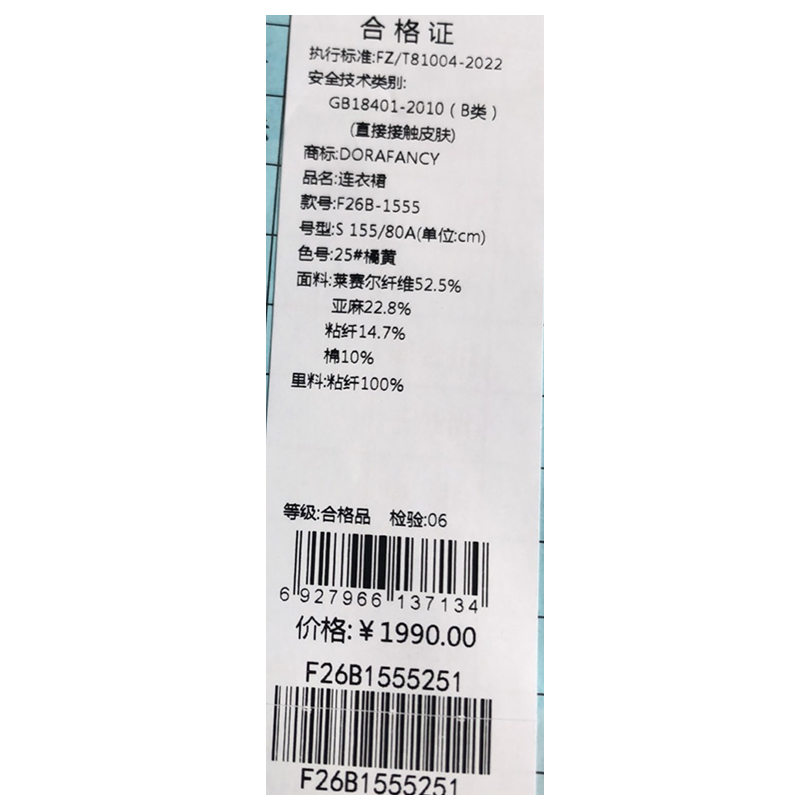 合格证
执行标准:FZ/T81004-2022
安全技术类别:
GB18401-2010（B类）
(直接接触皮肤)
商标:DORAFANCY
品名:连衣裙
款号:F26B-1555
号型:S 155/80A(单位:cm)
色号:25#橘黄
面料:莱赛尔纤维52.5%
亚麻22.8%
粘纤14.7%
棉10%
里料:粘纤100%
等级:合格品 检验:06
6 927966 137134
价格:¥1990.00
F26B1555251
F26B1555251